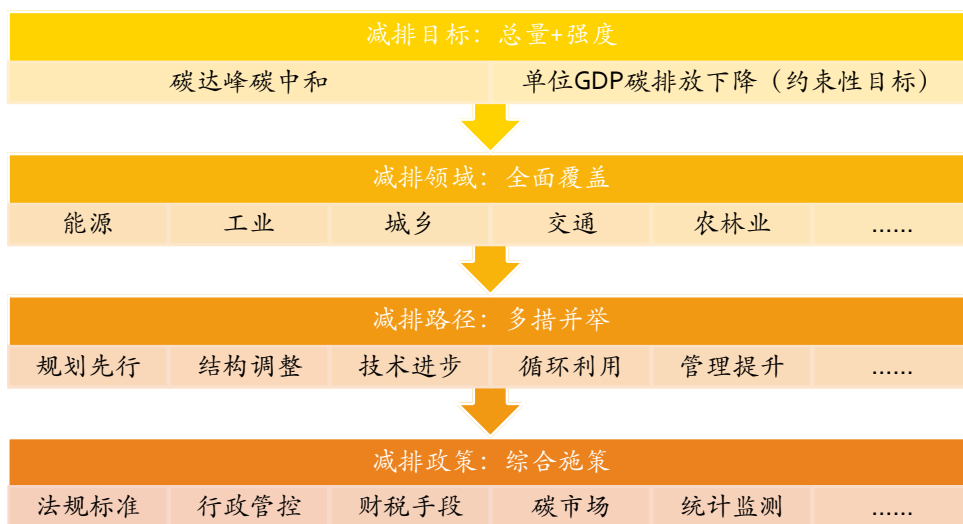 减排目标：总量+强度
碳达峰碳中和 单位GDP碳排放下降（约束性目标）
减排领域：全面覆盖
能源 工业 城乡 交通 农林业 ......
减排路径：多措并举
规划先行 结构调整 技术进步 循环利用 管理提升 ......
减排政策：综合施策
法规标准 行政管控 财税手段 碳市场 统计监测 ......